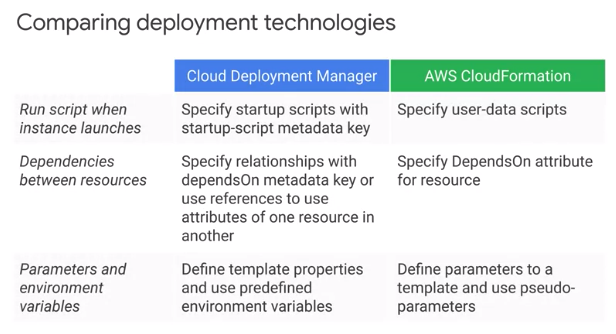 Comparing deployment technologies
Cloud Deployment Manager
AWS CloudFormation
Run script when
instance launches
Specify startup scripts with
startup-script metadata key
Specify user-data scripts
Dependencies
between resources
Specify relationships with
dependsOn metadata key or
use references to use
attributes of one resource in
another
Specify DependsOn attribute
for resource
Parameters and
environment
variables
Define template properties
and use predefined
environment variables
Define parameters to a
template and use pseudo-
parameters